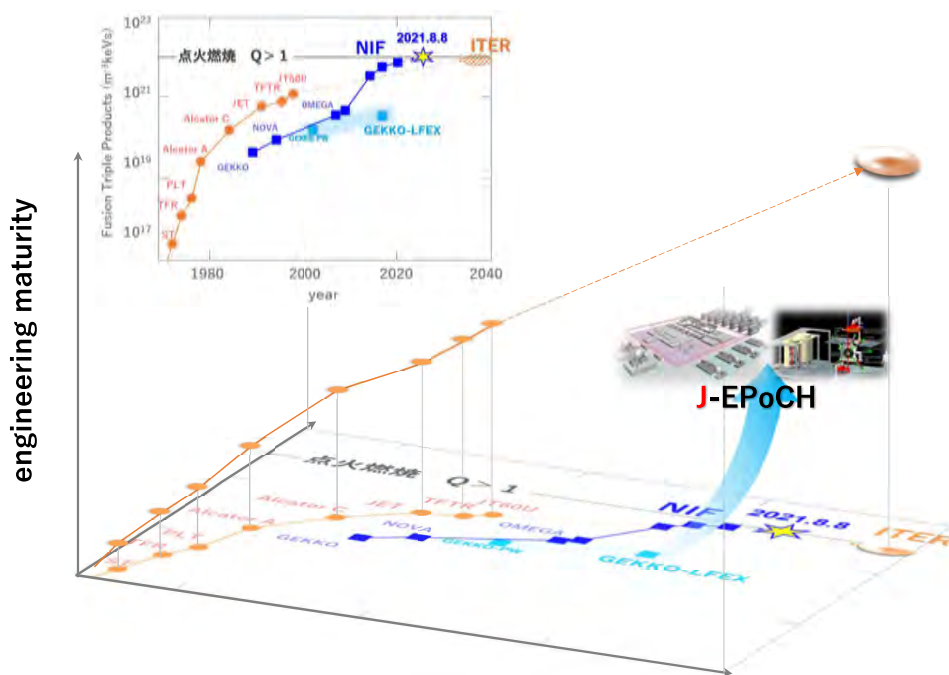 10²³
10²¹
10¹⁹
10¹⁷
Fusion Triple Products (m⁻³keVs)
点火燃焼 Q> 1
NIF
2021.8.8
ITER
JT60U
TFTR
JET
Alcator C
Alcator A
PLT
TFR
ST
OMEGA
NOVA
GEKKO PW
GEKKO
GEKKO-LFEX
1980
2000
2020
2040
year
engineering maturity
J-EPoCH
点火燃焼 Q> 1
NIF
2021.8.8
ITER
ST
TFR
PLT
Alcator A
Alcator C
JET
TFTR
JT60U
GEKKO
NOVA
GEKKO-PW
OMEGA
GEKKO-LFEX